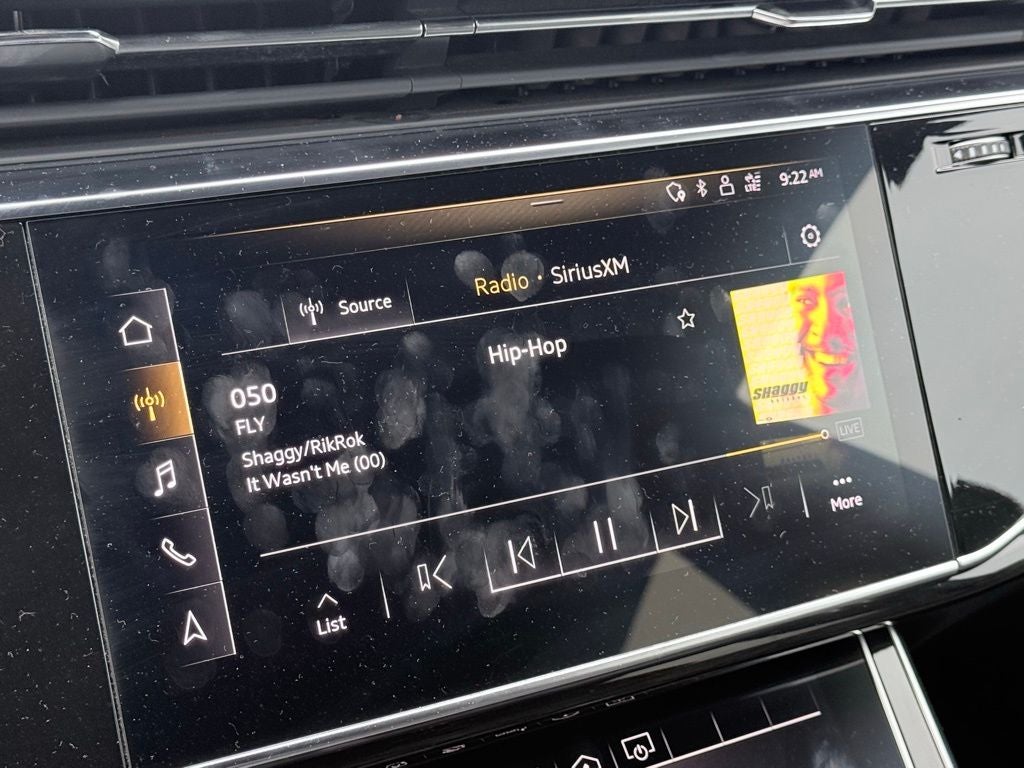 LTE
9:22 AM
Source
Radio · SiriusXM
Hip-Hop
050
FLY
Shaggy/RikRok
It Wasn't Me (00)
SHAGGY
LIVE
List
More